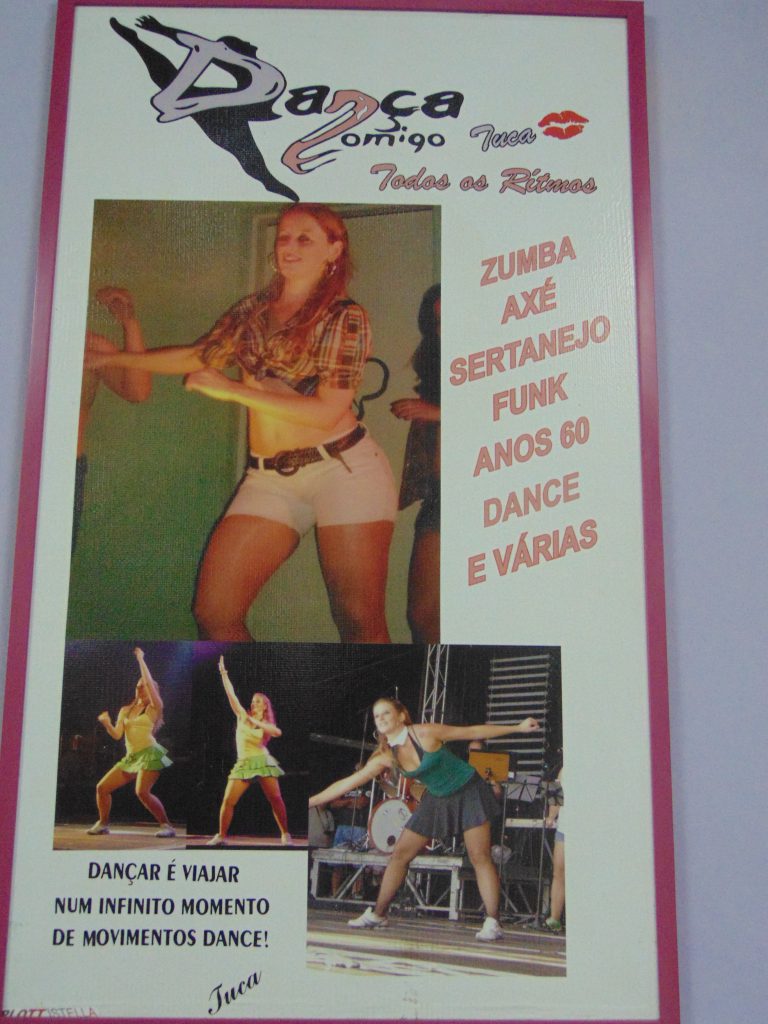 Dança
Comigo
Tuca
Todos os Ritmos
ZUMBA
AXÉ
SERTANEJO
FUNK
ANOS 60
DANCE
E VÁRIAS
DANÇAR É VIAJAR
NUM INFINITO MOMENTO
DE MOVIMENTOS DANCE!
Tuca